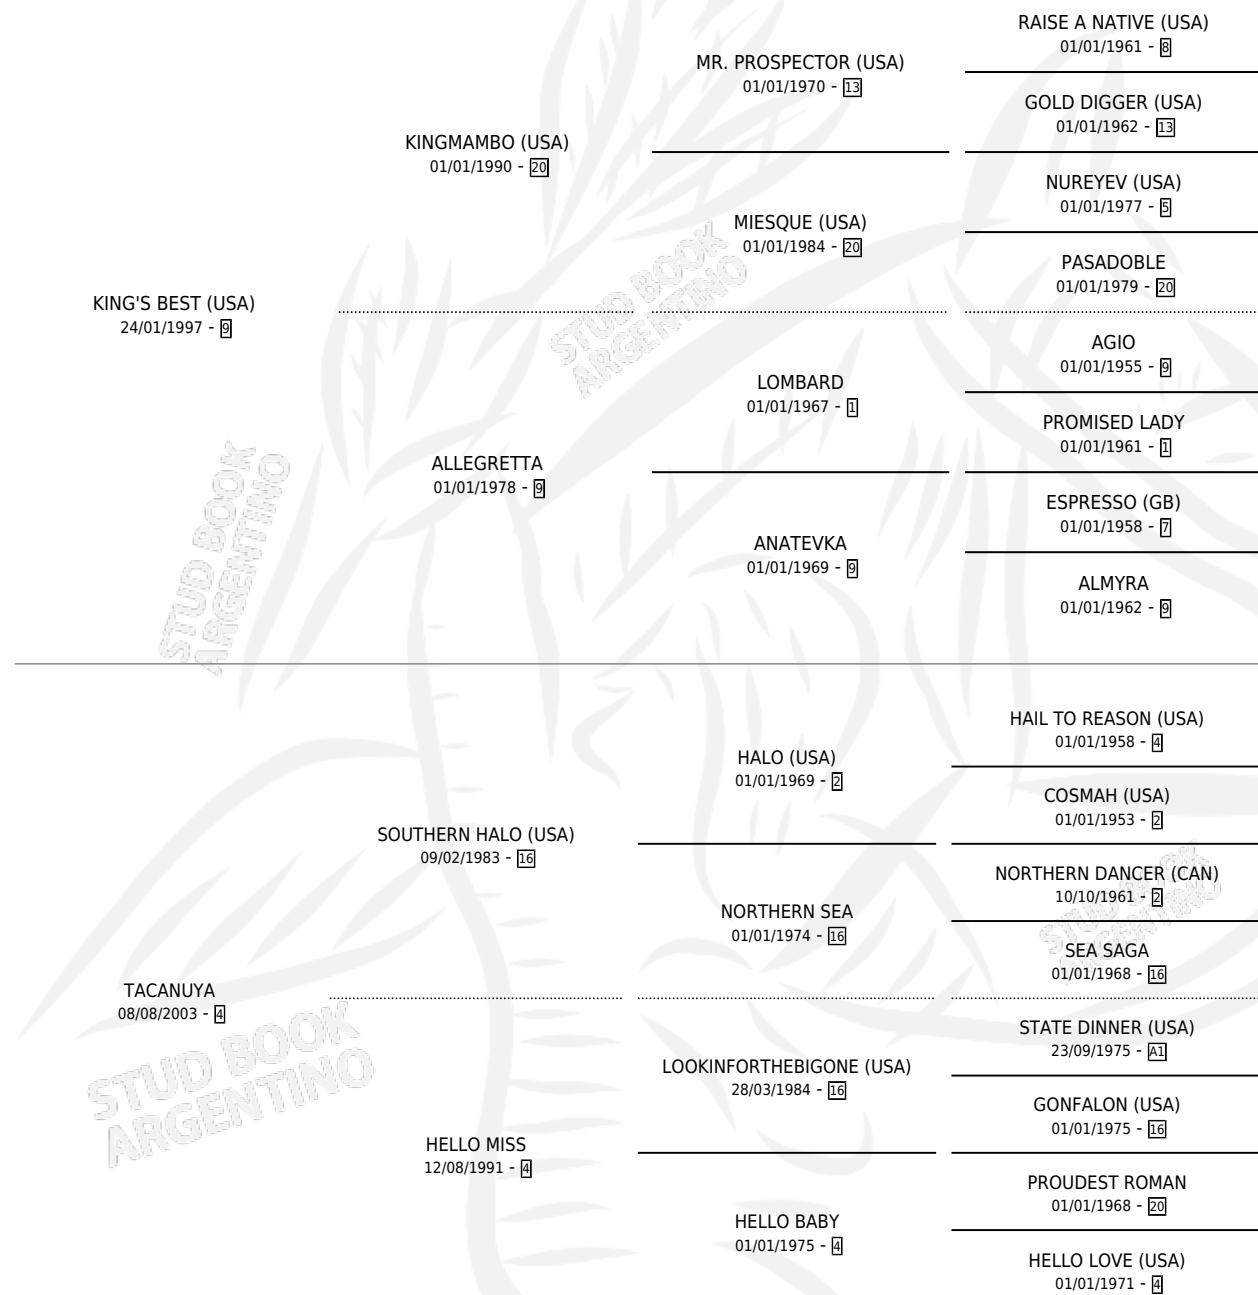 RAISE A NATIVE (USA)
01/01/1961 - 8
MR. PROSPECTOR (USA)
01/01/1970 - 13
GOLD DIGGER (USA)
01/01/1962 - 13
KINGMAMBO (USA)
01/01/1990 - 20
NUREYEV (USA)
01/01/1977 - 5
MIESQUE (USA)
01/01/1984 - 20
PASADOBLE
01/01/1979 - 20
KING'S BEST (USA)
24/01/1997 - 9
AGIO
01/01/1955 - 9
LOMBARD
01/01/1967 - 1
PROMISED LADY
01/01/1961 - 1
ALLEGRETTA
01/01/1978 - 9
ESPRESSO (GB)
01/01/1958 - 7
ANATEVKA
01/01/1969 - 9
ALMYRA
01/01/1962 - 9
STUD BOOK
ARGENTINO
STUD BOOK
ARGENTINO
HAIL TO REASON (USA)
01/01/1958 - 4
HALO (USA)
01/01/1969 - 2
COSMAH (USA)
01/01/1953 - 2
SOUTHERN HALO (USA)
09/02/1983 - 16
NORTHERN DANCER (CAN)
10/10/1961 - 2
NORTHERN SEA
01/01/1974 - 16
SEA SAGA
01/01/1968 - 16
STUD BOOK
ARGENTINO
TACANUYA
08/08/2003 - 4
STATE DINNER (USA)
23/09/1975 - A1
LOOKINFORTHEBIGONE (USA)
28/03/1984 - 16
GONFALON (USA)
01/01/1975 - 16
STUD BOOK
ARGENTINO
HELLO MISS
12/08/1991 - 4
PROUDEST ROMAN
01/01/1968 - 20
HELLO BABY
01/01/1975 - 4
HELLO LOVE (USA)
01/01/1971 - 4